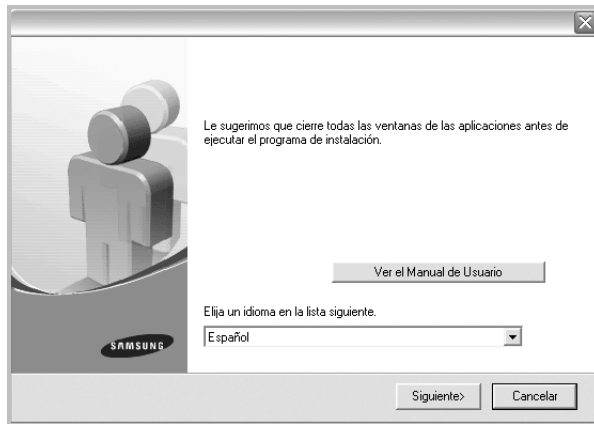 Le sugerimos que cierre todas las ventanas de las aplicaciones antes de
ejecutar el programa de instalación.
Ver el Manual de Usuario
Elija un idioma en la lista siguiente.
Español
SAMSUNG
Siguiente>
Cancelar